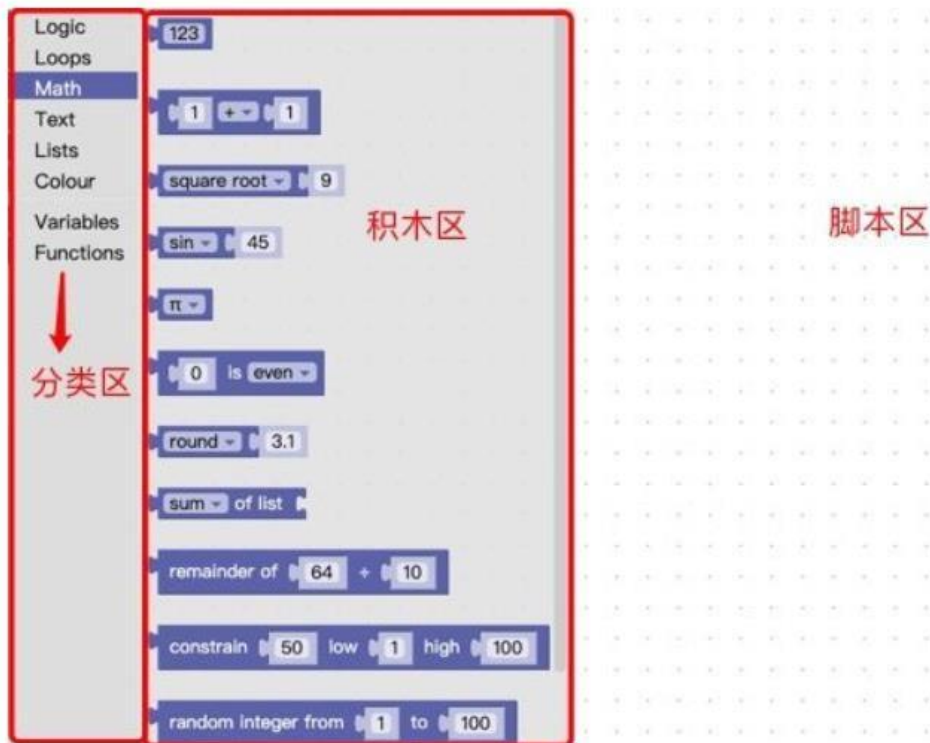 Logic
Loops
Math
Text
Lists
Colour
Variables
Functions
分类区
123
1 + 1
square root 9
sin 45
π
0 is even
round 3.1
sum of list
remainder of 64 ÷ 10
constrain 50 low 1 high 100
random integer from 1 to 100
积木区
脚本区